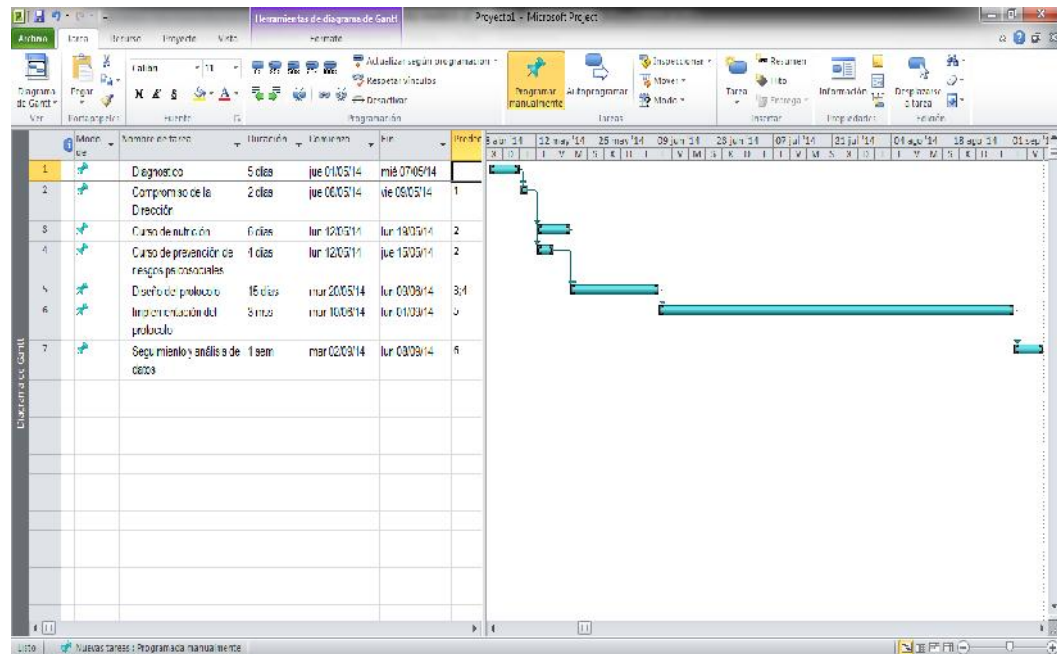 Herramientas de diagrama de Gantt
Proyecto1 - Microsoft Project
Archivo Tarea Recurso Proyecto Vista Formato
Diagrama de Gantt
Pegar
Calibri 11
N K S
Actualizar según programación
Respetar vínculos
Desactivar
Programar manualmente
Autoprogramar
Inspeccionar
Mover
Modo
Tarea
Resumen
Hito
Entrega
Información
Desplazarse a tarea
Ver Portapapeles Fuente Programación Tareas Insertar Propiedades Edición
Modo de Nombre de tarea Duración Comienzo Fin Predec
12 may '14 25 may '14 09 jun '14 23 jun '14 07 jul '14 21 jul '14 04 ago '14 18 ago '14 01 sep '1
1 Diagnostico 5 días jue 01/05/14 mié 07/05/14
2 Compromiso de la Dirección 2 días jue 08/05/14 vie 09/05/14 1
3 Curso de nutrición 6 días lun 12/05/14 lun 19/05/14 2
4 Curso de prevención de riesgos psicosociales 4 días lun 12/05/14 jue 15/05/14 2
5 Diseño del protocolo 15 días mar 20/05/14 lun 09/06/14 3;4
6 Implementación del protocolo 3 mss mar 10/06/14 lun 01/09/14 5
7 Seguimiento y análisis de datos 1 sem mar 02/09/14 lun 08/09/14 6
Diagrama de Gantt
Listo Nuevas tareas : Programada manualmente